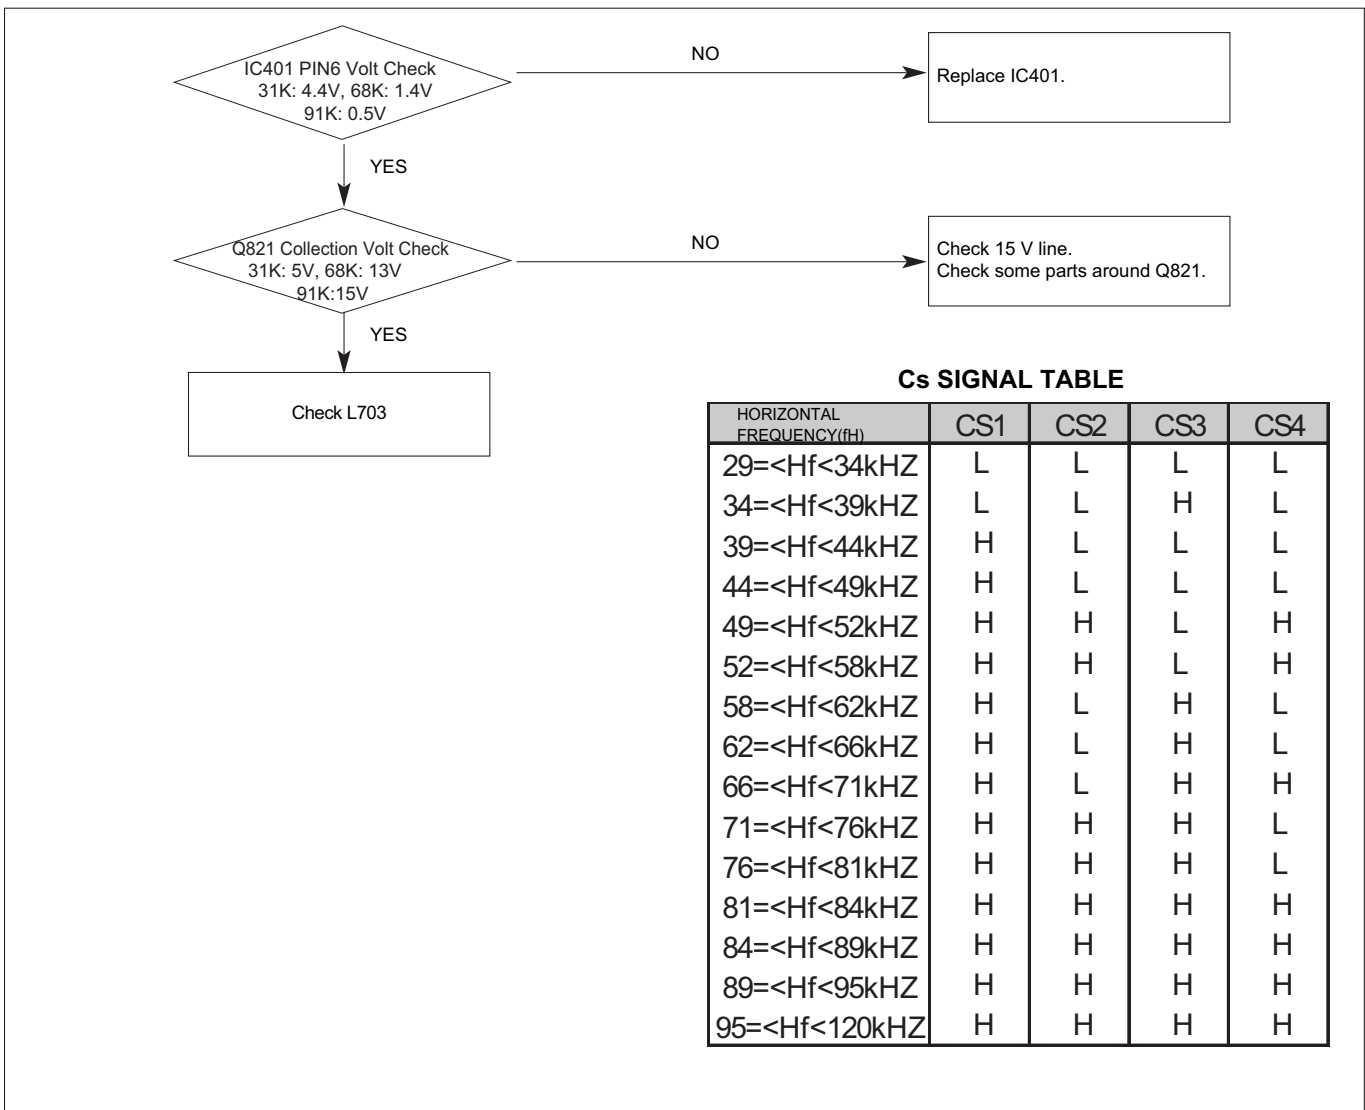 IC401 PIN6 Volt Check
31K: 4.4V, 68K: 1.4V
91K: 0.5V
NO
Replace IC401.
YES
Q821 Collection Volt Check
31K: 5V, 68K: 13V
91K:15V
NO
Check 15 V line.
Check some parts around Q821.
YES
Check L703
Cs SIGNAL TABLE
HORIZONTAL
FREQUENCY(fH) CS1 CS2 CS3 CS4
29=<Hf<34kHZ L L L L
34=<Hf<39kHZ L L H L
39=<Hf<44kHZ H L L L
44=<Hf<49kHZ H L L L
49=<Hf<52kHZ H H L H
52=<Hf<58kHZ H H L H
58=<Hf<62kHZ H L H L
62=<Hf<66kHZ H L H L
66=<Hf<71kHZ H L H H
71=<Hf<76kHZ H H H L
76=<Hf<81kHZ H H H L
81=<Hf<84kHZ H H H H
84=<Hf<89kHZ H H H H
89=<Hf<95kHZ H H H H
95=<Hf<120kHZ H H H H